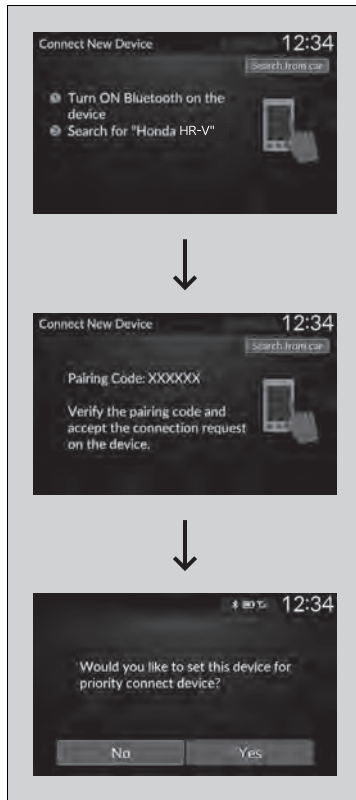 Connect New Device 12:34
Search from car
1 Turn ON Bluetooth on the
device
2 Search for "Honda HR-V"
Connect New Device 12:34
Search from car
Pairing Code: XXXXXX
Verify the pairing code and
accept the connection request
on the device.
12:34
Would you like to set this device for
priority connect device?
No Yes